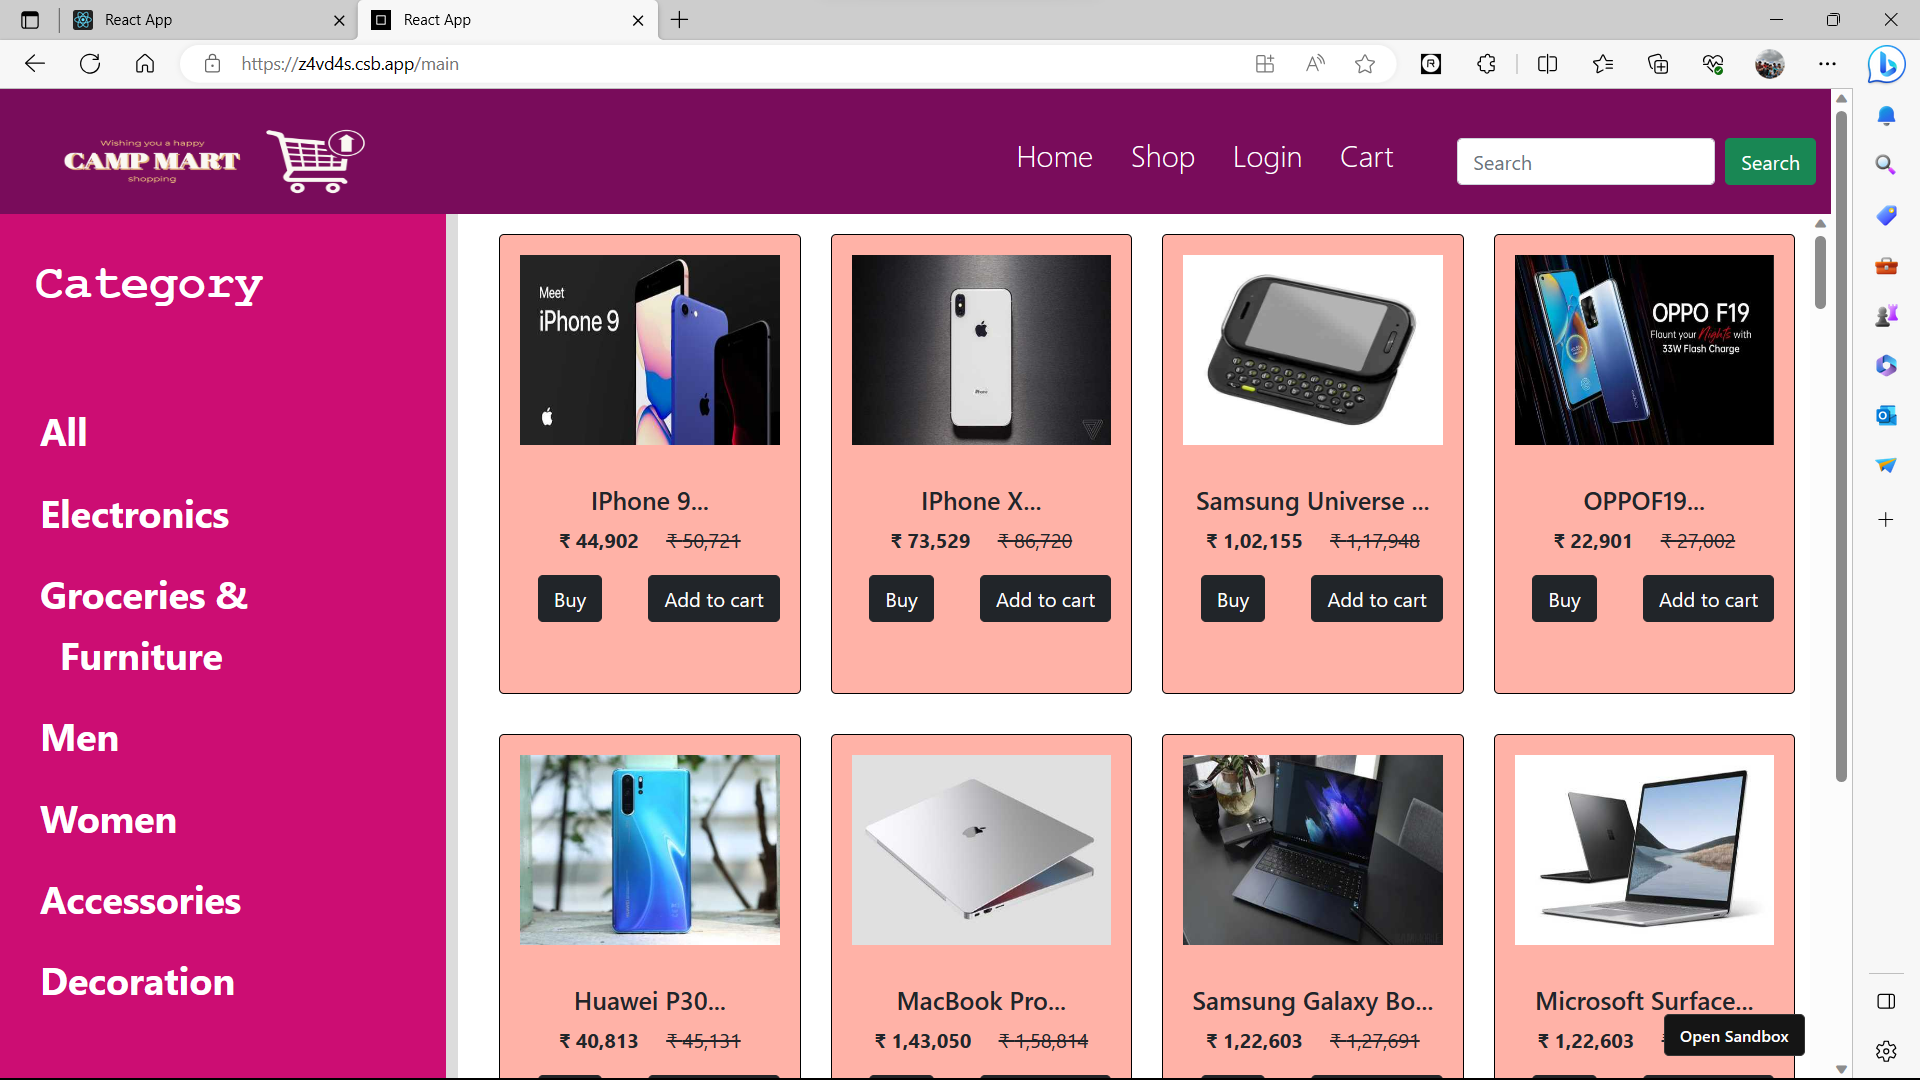 React App
React App
https://z4vd4s.csb.app/main
Wishing you a happy
CAMP MART
shopping
Home
Shop
Login
Cart
Search
Search
Category
All
Electronics
Groceries &
Furniture
Men
Women
Accessories
Decoration
Meet
iPhone 9
IPhone 9...
₹ 44,902 ₹ 50,721
Buy
Add to cart
iPhone
IPhone X...
₹ 73,529 ₹ 86,720
Buy
Add to cart
Samsung Universe ...
₹ 1,02,155 ₹ 1,17,948
Buy
Add to cart
OPPO F19
Flaunt your Nights with
33W Flash Charge
OPPOF19...
₹ 22,901 ₹ 27,002
Buy
Add to cart
Huawei P30...
₹ 40,813 ₹ 45,131
MacBook Pro...
₹ 1,43,050 ₹ 1,58,814
Samsung Galaxy Bo...
₹ 1,22,603 ₹ 1,27,691
Microsoft Surface...
₹ 1,22,603
Open Sandbox